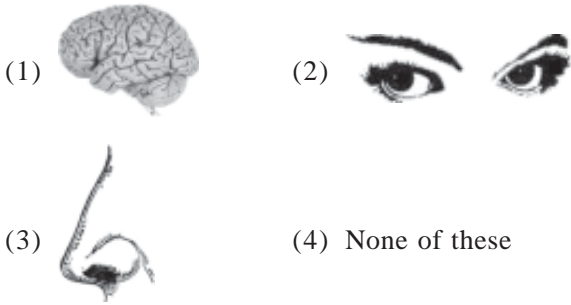 (1) (2)
(3) (4) None of these